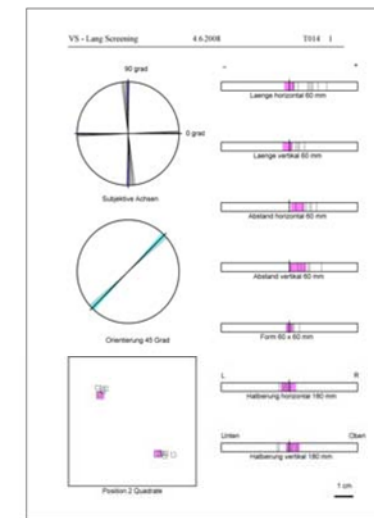 VS - Lang Screening 4.6.2008 T014 1
90 grad
0 grad
Subjektive Achsen
Orientierung 45 Grad
Position 2 Quadrate
- +
Laenge horizontal 60 mm
Laenge vertikal 60 mm
Abstand horizontal 60 mm
Abstand vertikal 60 mm
Form 60 x 60 mm
L R
Halbierung horizontal 180 mm
Unten Oben
Halbierung vertikal 180 mm
1 cm